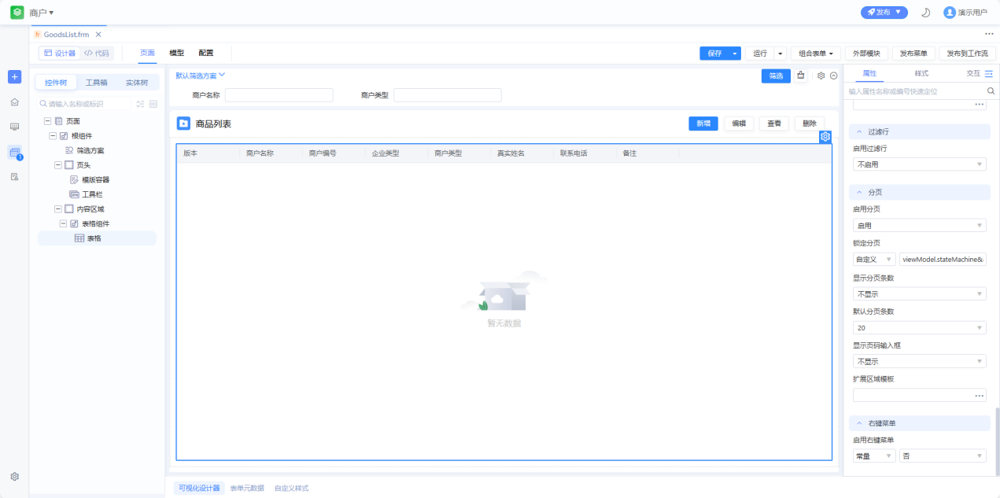 商户 ▾
发布 ▼
演示用户
fr GoodsList.frm ×
设计器 代码
页面 模型 配置
保存 运行 组合表单 外部模块 发布菜单 发布到工作流
控件树 工具箱 实体树
请输入名称或标识
页面
根组件
筛选方案
页头
模版容器
工具栏
内容区域
表格组件
表格
1
默认筛选方案
筛选
商户名称
商户类型
商品列表
新增 编辑 查看 删除
版本 商户名称 商户编号 企业类型 商户类型 真实姓名 联系电话 备注
暂无数据
可视化设计器 表单元数据 自定义样式
属性 样式 交互
输入属性名称或编号快速定位
过滤行
启用过滤行
不启用
分页
启用分页
启用
锁定分页
自定义 viewModel.stateMachine&
显示分页条数
不显示
默认分页条数
20
显示页码输入框
不显示
扩展区域模板
右键菜单
启用右键菜单
常量 否